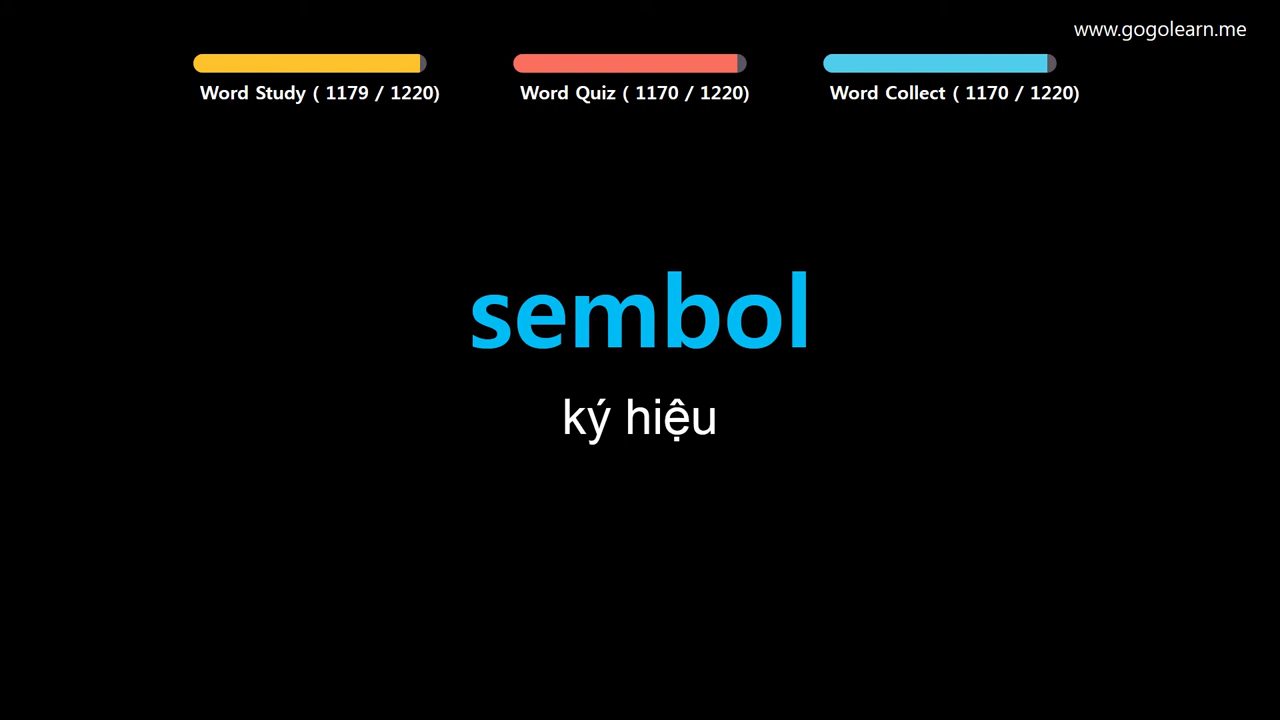 www.gogolearn.me
Word Study ( 1179 / 1220)
Word Quiz ( 1170 / 1220)
Word Collect ( 1170 / 1220)
sembol
ký hiệu